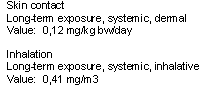 Skin contact
Long-term exposure, systemic, dermal
Value: 0,12 mg/kg bw/day
Inhalation
Long-term exposure, systemic, inhalative
Value: 0,41 mg/m3